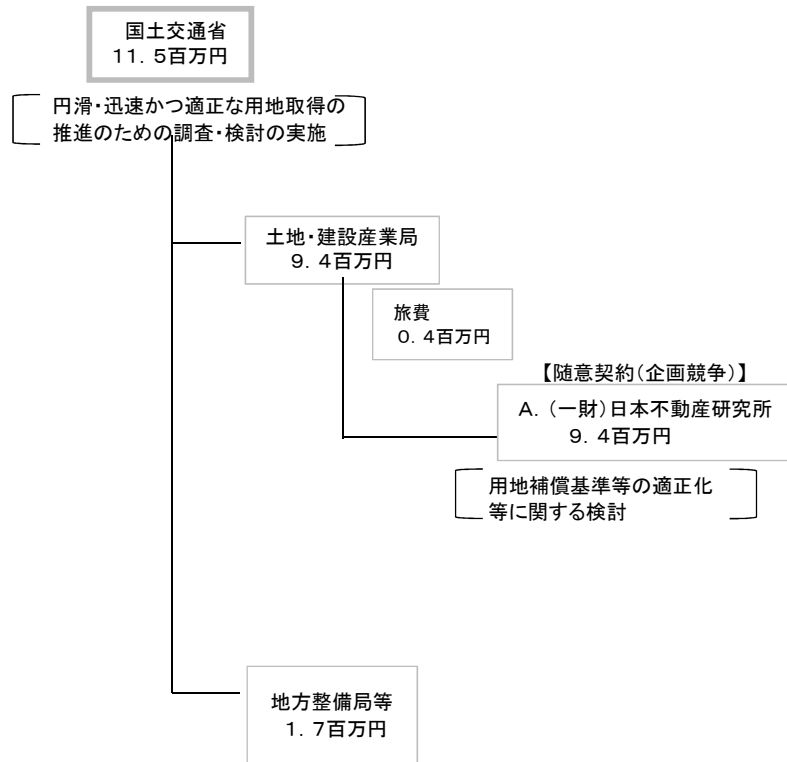 国土交通省
11．5百万円
円滑・迅速かつ適正な用地取得の
推進のための調査・検討の実施
土地・建設産業局
9．4百万円
旅費
0．4百万円
【随意契約（企画競争）】
A．（一財）日本不動産研究所
9．4百万円
用地補償基準等の適正化
等に関する検討
地方整備局等
1．7百万円